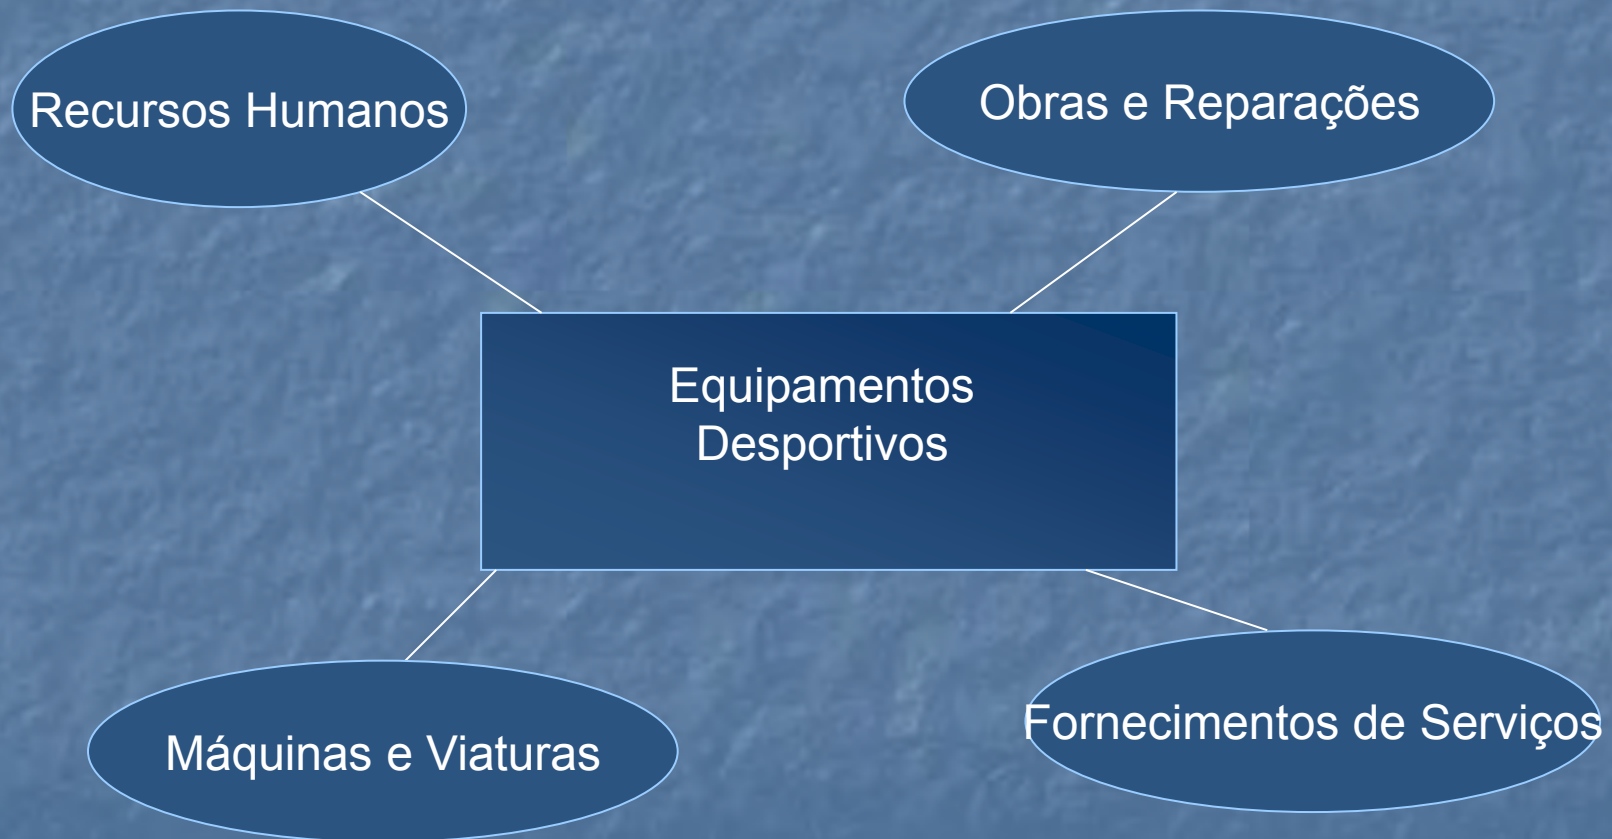 Recursos Humanos
Obras e Reparações
Equipamentos
Desportivos
Máquinas e Viaturas
Fornecimentos de Serviços